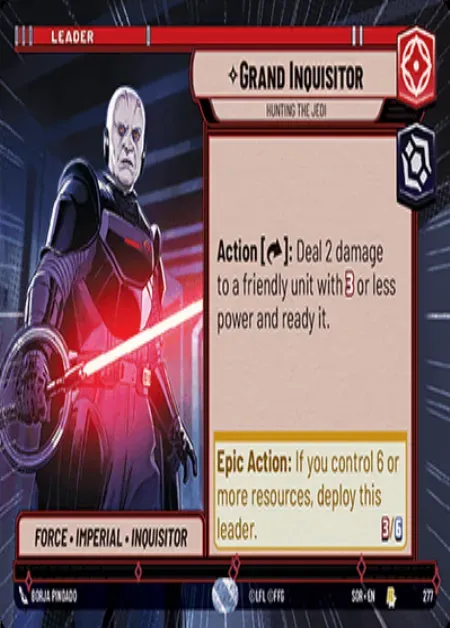 LEADER
GRAND INQUISITOR
HUNTING THE JEDI
Action [ ]: Deal 2 damage
to a friendly unit with 3 or less
power and ready it.
Epic Action: If you control 6 or
more resources, deploy this
leader.
3/6
FORCE • IMPERIAL • INQUISITOR
BORJA PINDADO
©LFL ©FFG
SOR • EN
277